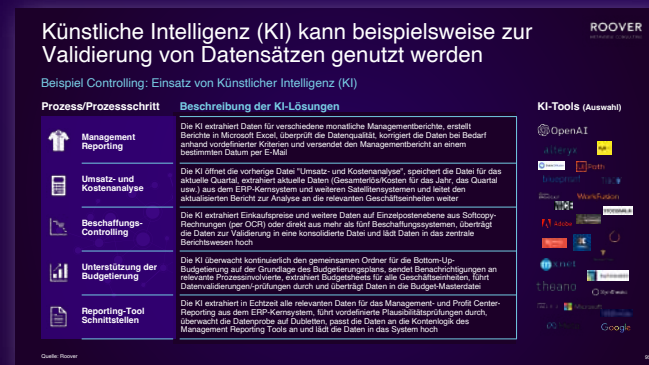 Künstliche Intelligenz (KI) kann beispielsweise zur
Validierung von Datensätzen genutzt werden
ROOVER
Beispiel Controlling: Einsatz von Künstlicher Intelligenz (KI)
Prozess/Prozessschritt
Beschreibung der KI-Lösungen
KI-Tools (Auswahl)
Management
Reporting
Die KI extrahiert Daten für verschiedene monatliche Managementberichte, erstellt
Berichte in Microsoft Excel, überprüft die Datenqualität, korrigiert die Daten bei Bedarf
anhand vordefinierter Kriterien und versendet den Managementbericht an einem
bestimmten Datum per E-Mail
Umsatz- und
Kostenanalyse
Die KI öffnet die vorherige Datei "Umsatz- und Kostenanalyse", speichert die Datei für das
aktuelle Quartal, extrahiert aktuelle Daten (Gesamterlös/Kosten für das Jahr, das Quartal
usw.) aus dem ERP-Kernsystem und weiteren Satellitensystemen und leitet den
aktualisierten Bericht zur Analyse an die relevanten Geschäftseinheiten weiter
Beschaffungs-
Controlling
Die KI extrahiert Einkaufspreise und weitere Daten auf Einzelpostenebene aus Softcopy-
Rechnungen (per OCR) oder direkt aus mehr als fünf Beschaffungssystemen, überträgt
die Daten zur Validierung in eine konsolidierte Datei und lädt Daten in das zentrale
Berichtswesen hoch
Unterstützung der
Budgetierung
Die KI überwacht kontinuierlich den gemeinsamen Ordner für die Bottom-Up-
Budgetierung auf der Grundlage des Budgetierungsplans, sendet Benachrichtigungen an
relevante Prozessinvolvierte, extrahiert Budgetsheets für alle Geschäftseinheiten, führt
Datenvalidierungen/-prüfungen durch und überträgt Daten in die Budget-Masterdatei
Reporting-Tool
Schnittstellen
Die KI extrahiert in Echtzeit alle relevanten Daten für das Management- und Profit Center-
Reporting aus dem ERP-Kernsystem, führt vordefinierte Plausibilitätsprüfungen durch,
überwacht die Datenprobe auf Dubletten, passt die Daten an die Kontenlogik des
Management Reporting Tools an und lädt die Daten in das System hoch
OpenAI
alteryx
UiPath
blueprism
WorkFusion
NICE
Adobe
mxnet
theano
Microsoft
Google
Quelle: Roover